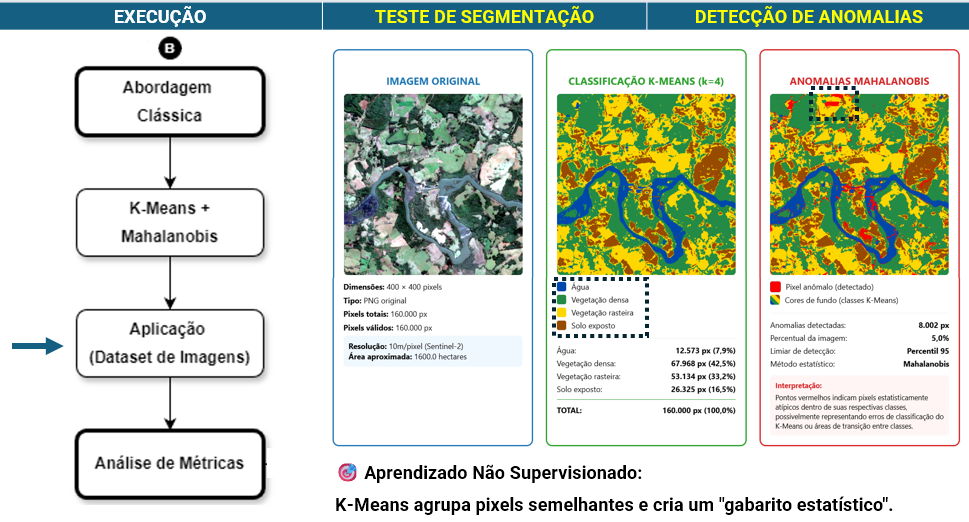 EXECUÇÃO
TESTE DE SEGMENTAÇÃO
DETECÇÃO DE ANOMALIAS
B
Abordagem
Clássica
K-Means +
Mahalanobis
Aplicação
(Dataset de Imagens)
Análise de Métricas
IMAGEM ORIGINAL
Dimensões: 400 × 400 pixels
Tipo: PNG original
Pixels totais: 160.000 px
Pixels válidos: 160.000 px
Resolução: 10m/pixel (Sentinel-2)
Área aproximada: 1600.0 hectares
CLASSIFICAÇÃO K-MEANS (k=4)
Água
Vegetação densa
Vegetação rasteira
Solo exposto
Água: 12.573 px (7,9%)
Vegetação densa: 67.968 px (42,5%)
Vegetação rasteira: 53.134 px (33,2%)
Solo exposto: 26.325 px (16,5%)
TOTAL: 160.000 px (100,0%)
ANOMALIAS MAHALANOBIS
Pixel anômalo (detectado)
Cores de fundo (classes K-Means)
Anomalias detectadas: 8.002 px
Percentual da imagem: 5,0%
Limiar de detecção: Percentil 95
Método estatístico: Mahalanobis
Interpretação:
Pontos vermelhos indicam pixels estatisticamente
atípicos dentro de suas respectivas classes,
possivelmente representando erros de classificação do
K-Means ou áreas de transição entre classes.
Aprendizado Não Supervisionado:
K-Means agrupa pixels semelhantes e cria um "gabarito estatístico".